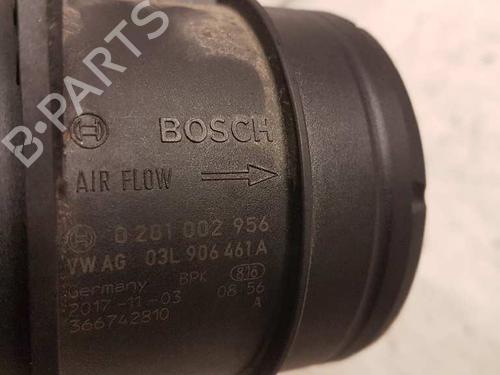 B-PARTS
BOSCH
AIR FLOW
0 281 002 956
VW AG 03L 906 461A
Germany BPK 816
2017-11-03 08:56
366742810 A